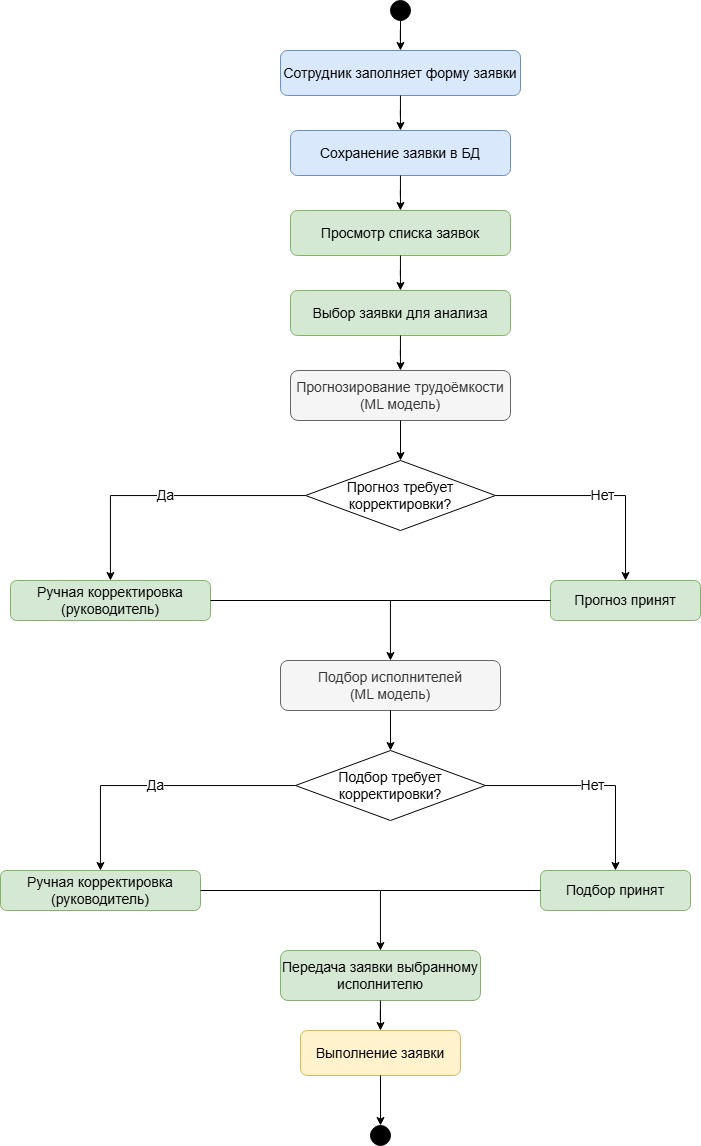 Сотрудник заполняет форму заявки
Сохранение заявки в БД
Просмотр списка заявок
Выбор заявки для анализа
Прогнозирование трудоёмкости
(ML модель)
Прогноз требует
корректировки?
Да
Нет
Ручная корректировка
(руководитель)
Прогноз принят
Подбор исполнителей
(ML модель)
Подбор требует
корректировки?
Да
Нет
Ручная корректировка
(руководитель)
Подбор принят
Передача заявки выбранному
исполнителю
Выполнение заявки